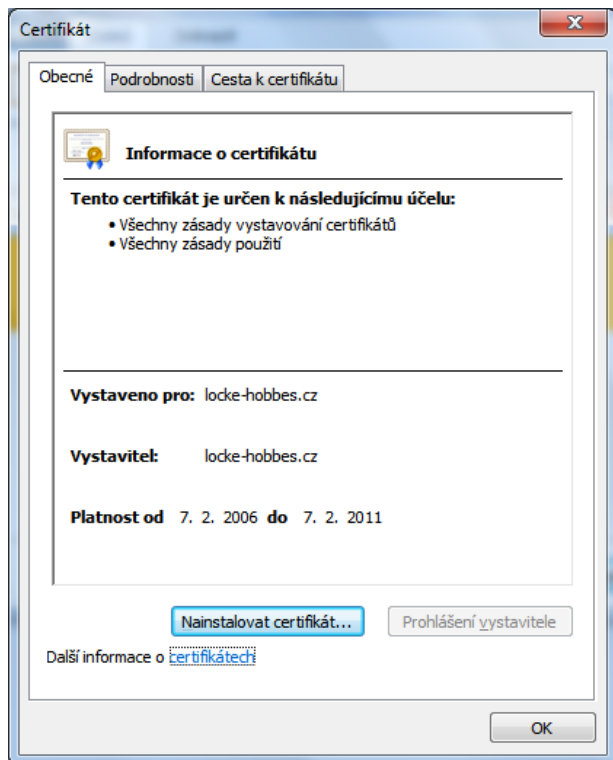 Certifikát
Obecné Podrobnosti Cesta k certifikátu
Informace o certifikátu
Tento certifikát je určen k následujícímu účelu:
• Všechny zásady vystavování certifikátů
• Všechny zásady použití
Vystaveno pro: locke-hobbes.cz
Vystavitel: locke-hobbes.cz
Platnost od 7. 2. 2006 do 7. 2. 2011
Nainstalovat certifikát... Prohlášení vystavitele
Další informace o certifikátech
OK